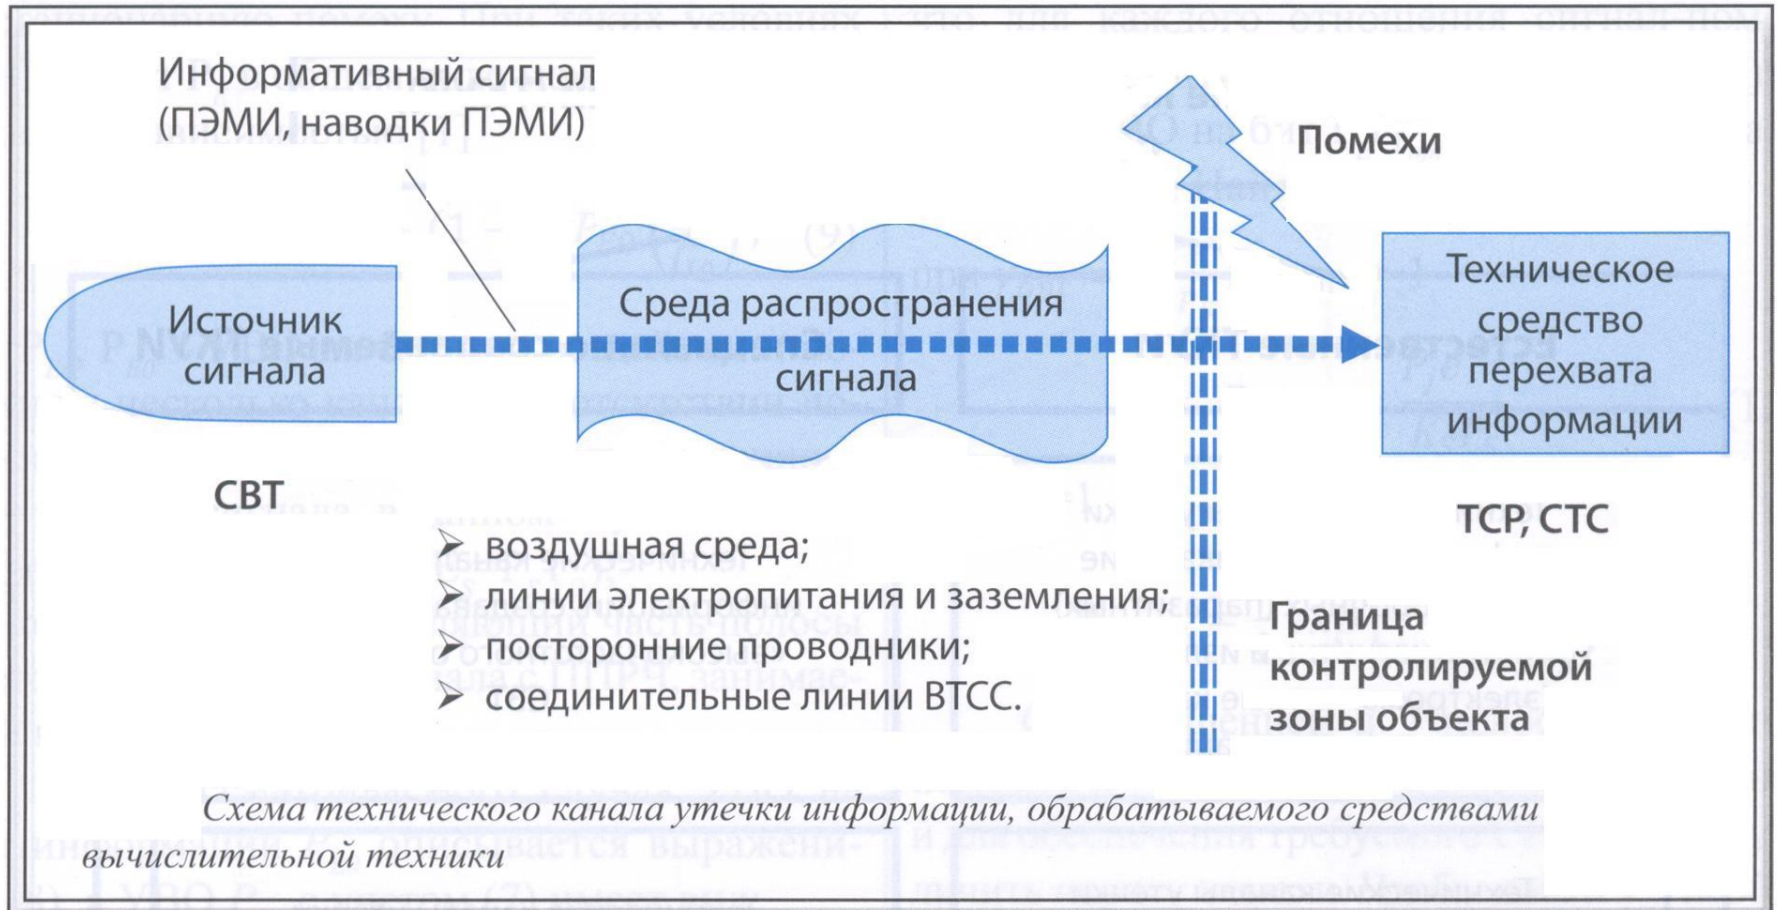 Информативный сигнал
(ПЭМИ, наводки ПЭМИ)
Помехи
Источник
сигнала
Среда распространения
сигнала
Техническое
средство
перехвата
информации
СВТ
ТСР, СТС
воздушная среда;
линии электропитания и заземления;
посторонние проводники;
соединительные линии ВТСС.
Граница
контролируемой
зоны объекта
Схема технического канала утечки информации, обрабатываемого средствами
вычислительной техники